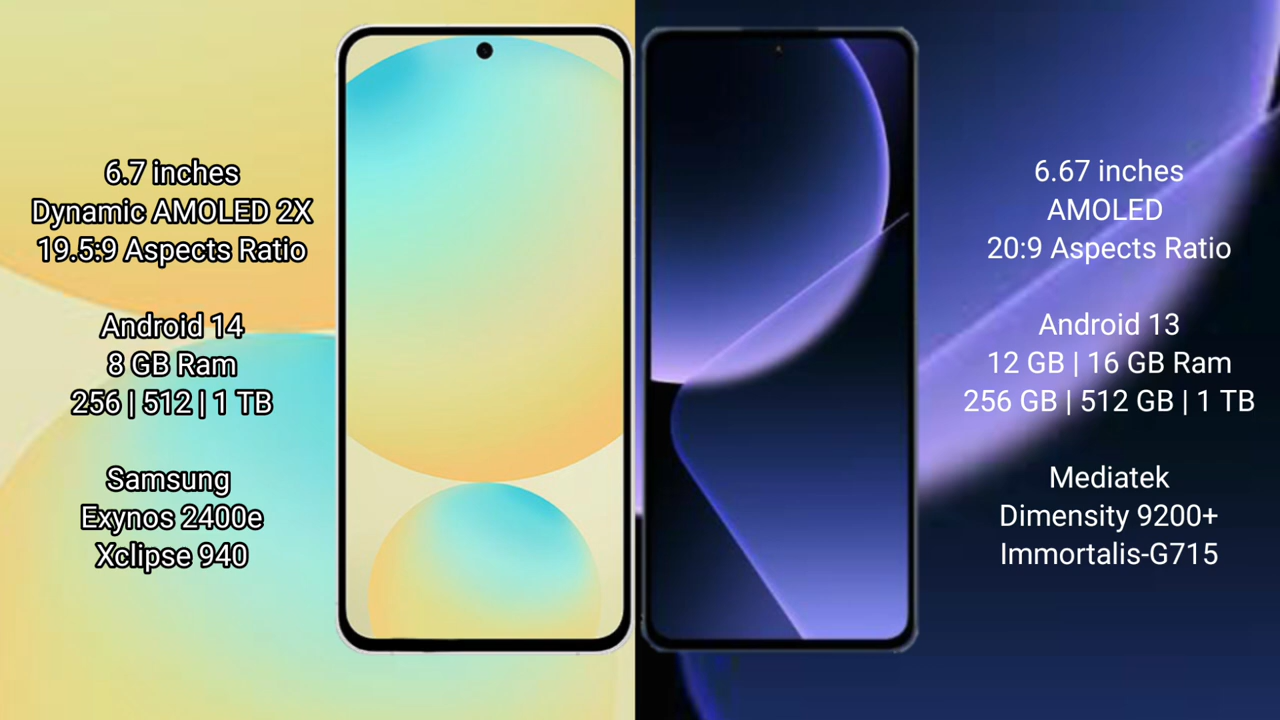 6.7 inches
Dynamic AMOLED 2X
19.5:9 Aspects Ratio
Android 14
8 GB Ram
256 | 512 | 1 TB
Samsung
Exynos 2400e
Xclipse 940
6.67 inches
AMOLED
20:9 Aspects Ratio
Android 13
12 GB | 16 GB Ram
256 GB | 512 GB | 1 TB
Mediatek
Dimensity 9200+
Immortalis-G715